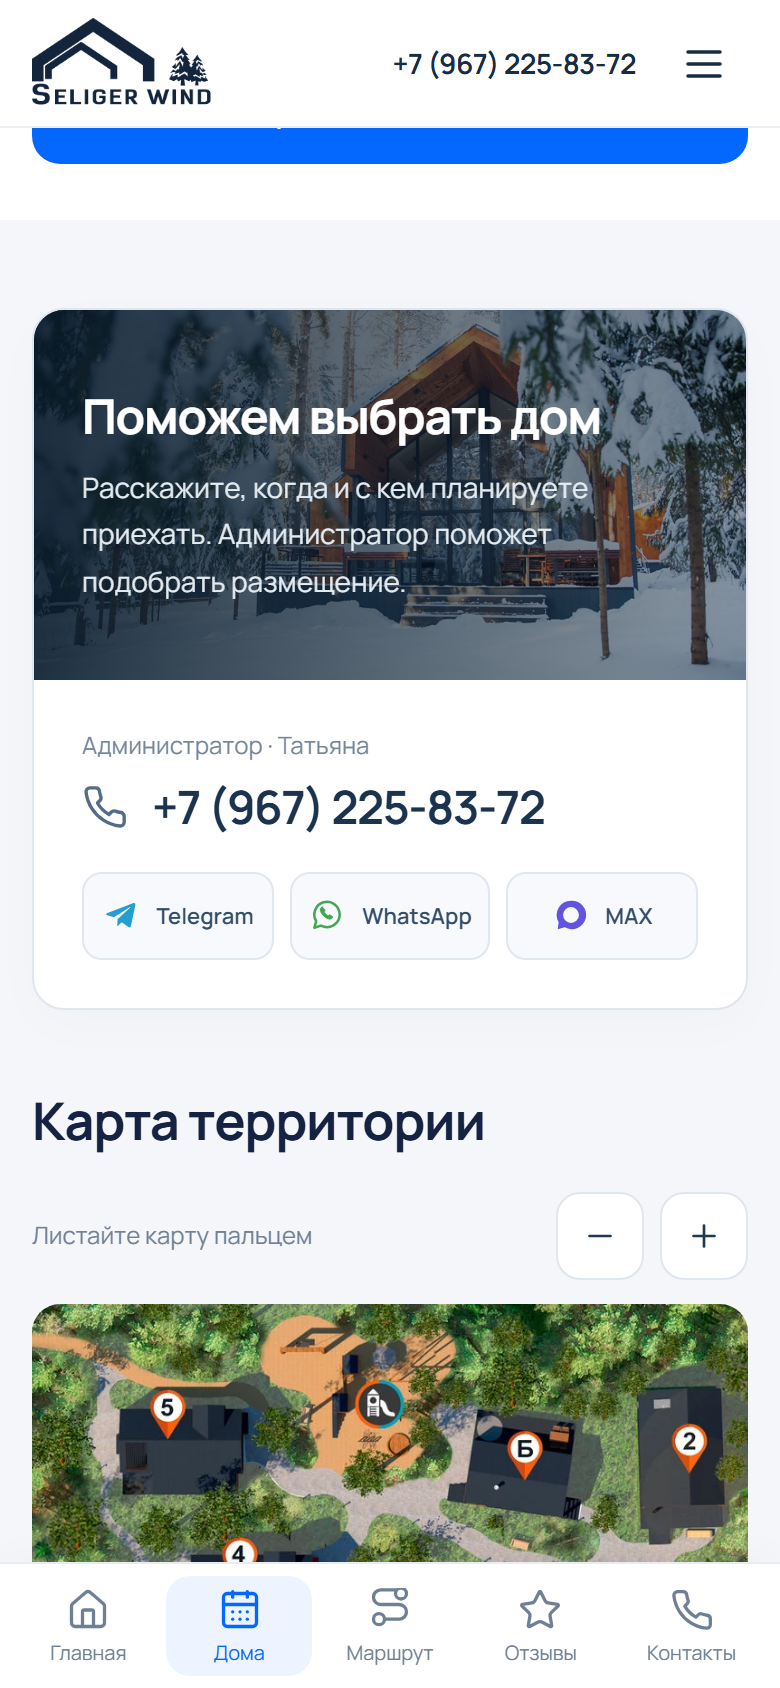 SELIGER WIND
+7 (967) 225-83-72
Поможем выбрать дом
Расскажите, когда и с кем планируете
приехать. Администратор поможет
подобрать размещение.
Администратор · Татьяна
+7 (967) 225-83-72
Telegram
WhatsApp
MAX
Карта территории
Листайте карту пальцем
5
Б
2
4
Главная
Дома
Маршрут
Отзывы
Контакты